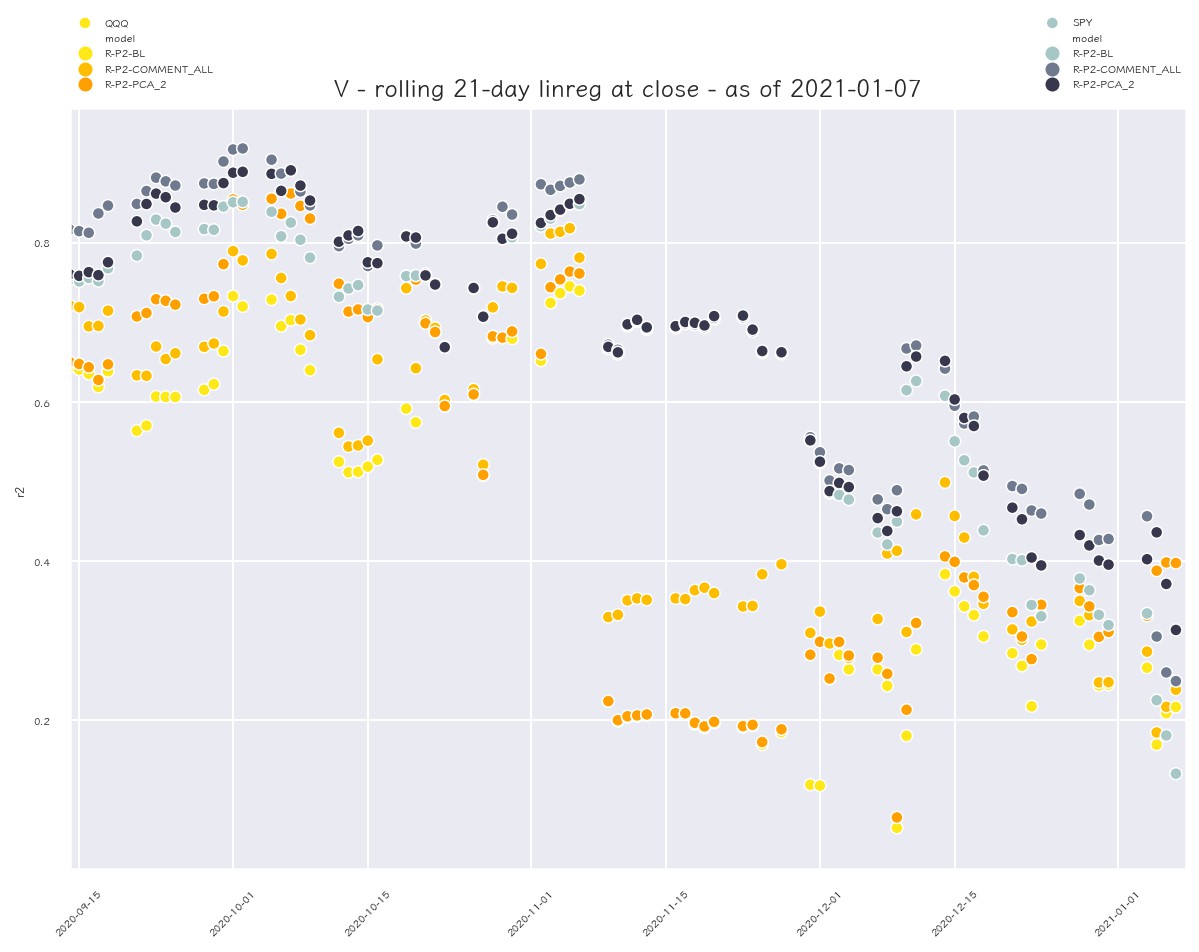 QQQ
model
R-P2-BL
R-P2-COMMENT_ALL
R-P2-PCA_2
SPY
model
R-P2-BL
R-P2-COMMENT_ALL
R-P2-PCA_2
V - rolling 21-day linreg at close - as of 2021-01-07
r2
0.8
0.6
0.4
0.2
2020-09-15
2020-10-01
2020-10-15
2020-11-01
2020-11-15
2020-12-01
2020-12-15
2021-01-01